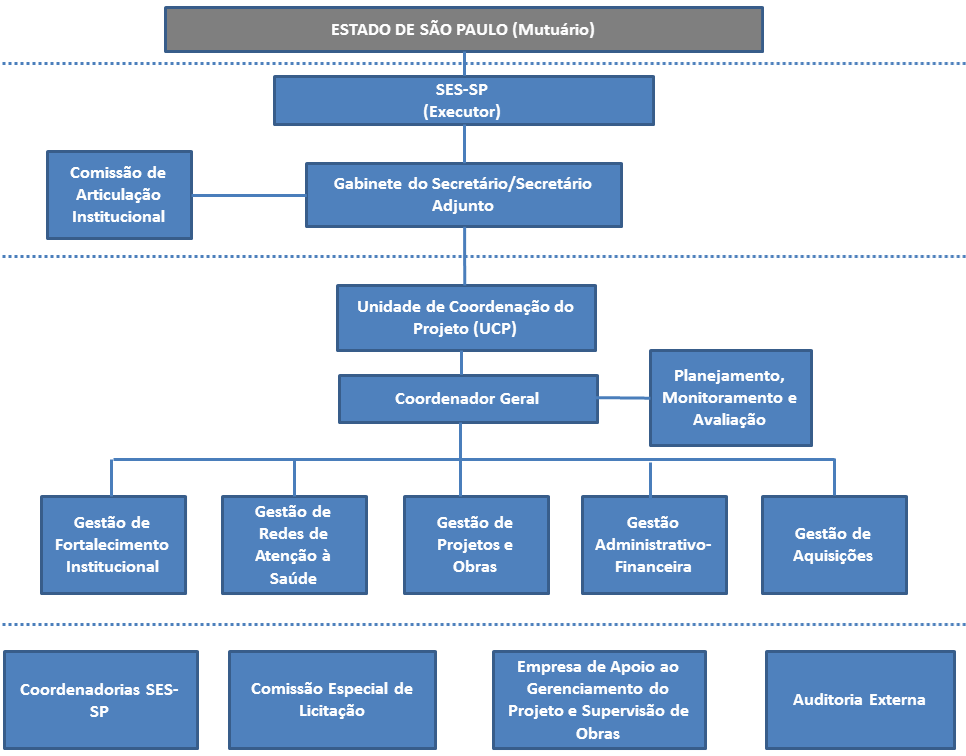 ESTADO DE SÃO PAULO (Mutuário)
SES-SP
(Executor)
Comissão de
Articulação
Institucional
Gabinete do Secretário/Secretário
Adjunto
Unidade de Coordenação do
Projeto (UCP)
Coordenador Geral
Planejamento,
Monitoramento e
Avaliação
Gestão de
Fortalecimento
Institucional
Gestão de
Redes de
Atenção à
Saúde
Gestão de
Projetos e
Obras
Gestão
Administrativo-
Financeira
Gestão de
Aquisições
Coordenadorias SES-
SP
Comissão Especial de
Licitação
Empresa de Apoio ao
Gerenciamento do
Projeto e Supervisão de
Obras
Auditoria Externa